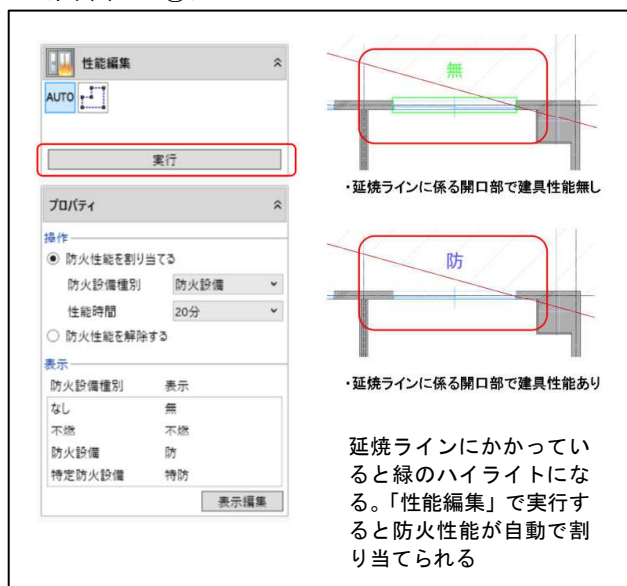 性能編集
AUTO
実行
プロパティ
操作
防火性能を割り当てる
防火設備種別 防火設備
性能時間 20分
防火性能を解除する
表示
防火設備種別 表示
なし 無
不燃 不燃
防火設備 防
特定防火設備 特防
表示編集
無
・延焼ラインに係る開口部で建具性能無し
防
・延焼ラインに係る開口部で建具性能あり
延焼ラインにかかってい
ると緑のハイライトにな
る。「性能編集」で実行す
ると防火性能が自動で割
り当てられる